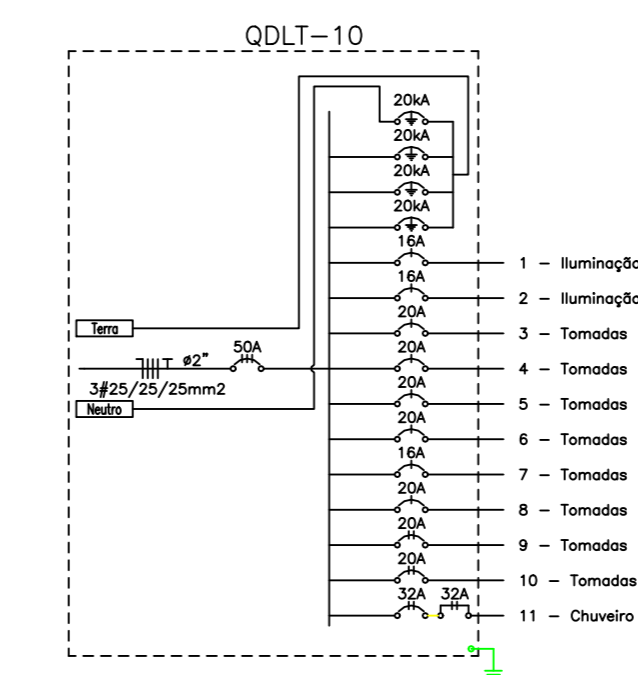 QDLT-10
20kA
20kA
20kA
20kA
16A
1 - Iluminação
16A
2 - Iluminação
20A
3 - Tomadas
Terra
50A
ø2"
3#25/25/25mm2
Neutro
20A
4 - Tomadas
20A
5 - Tomadas
20A
6 - Tomadas
16A
7 - Tomadas
20A
8 - Tomadas
20A
9 - Tomadas
20A
10 - Tomadas
32A 32A
11 - Chuveiro